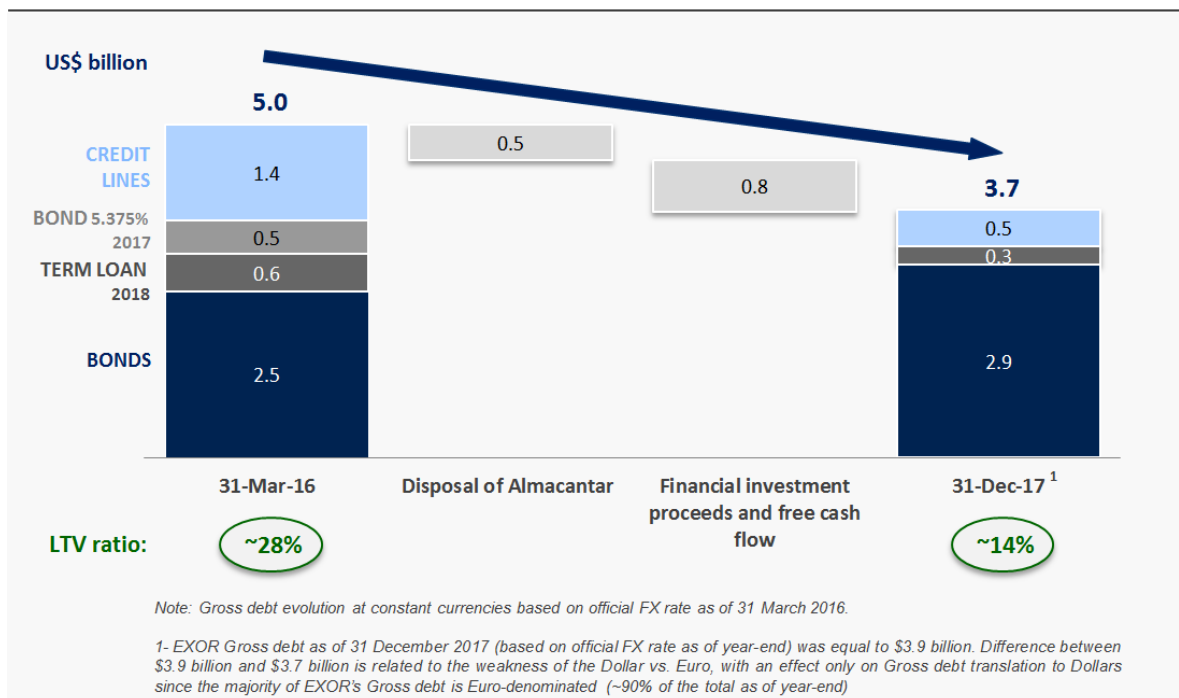 US$ billion
5.0
CREDIT
LINES
1.4
BOND 5.375%
2017
0.5
TERM LOAN
2018
0.6
BONDS
2.5
0.5
0.8
3.7
0.5
0.3
2.9
31-Mar-16
Disposal of Almacantar
Financial investment
proceeds and free cash
flow
31-Dec-17 1
LTV ratio:
~28%
~14%
Note: Gross debt evolution at constant currencies based on official FX rate as of 31 March 2016.
1- EXOR Gross debt as of 31 December 2017 (based on official FX rate as of year-end) was equal to $3.9 billion. Difference between
$3.9 billion and $3.7 billion is related to the weakness of the Dollar vs. Euro, with an effect only on Gross debt translation to Dollars
since the majority of EXOR's Gross debt is Euro-denominated (~90% of the total as of year-end)